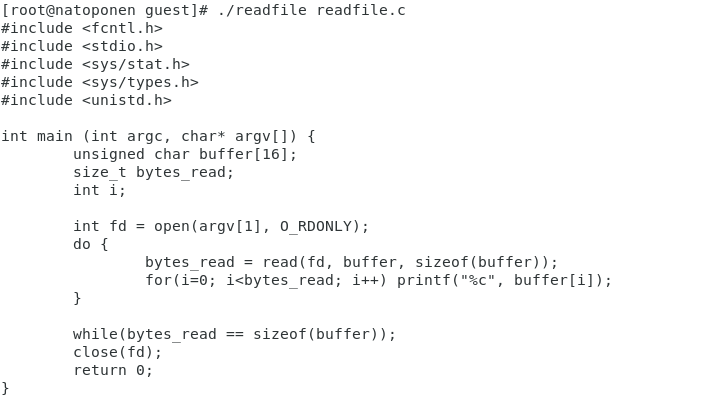 [root@natoponen guest]# ./readfile readfile.c
#include <fcntl.h>
#include <stdio.h>
#include <sys/stat.h>
#include <sys/types.h>
#include <unistd.h>

int main (int argc, char* argv[]) {
        unsigned char buffer[16];
        size_t bytes_read;
        int i;

        int fd = open(argv[1], O_RDONLY);
        do {
                bytes_read = read(fd, buffer, sizeof(buffer));
                for(i=0; i<bytes_read; i++) printf("%c", buffer[i]);
        }

        while(bytes_read == sizeof(buffer));
        close(fd);
        return 0;
}